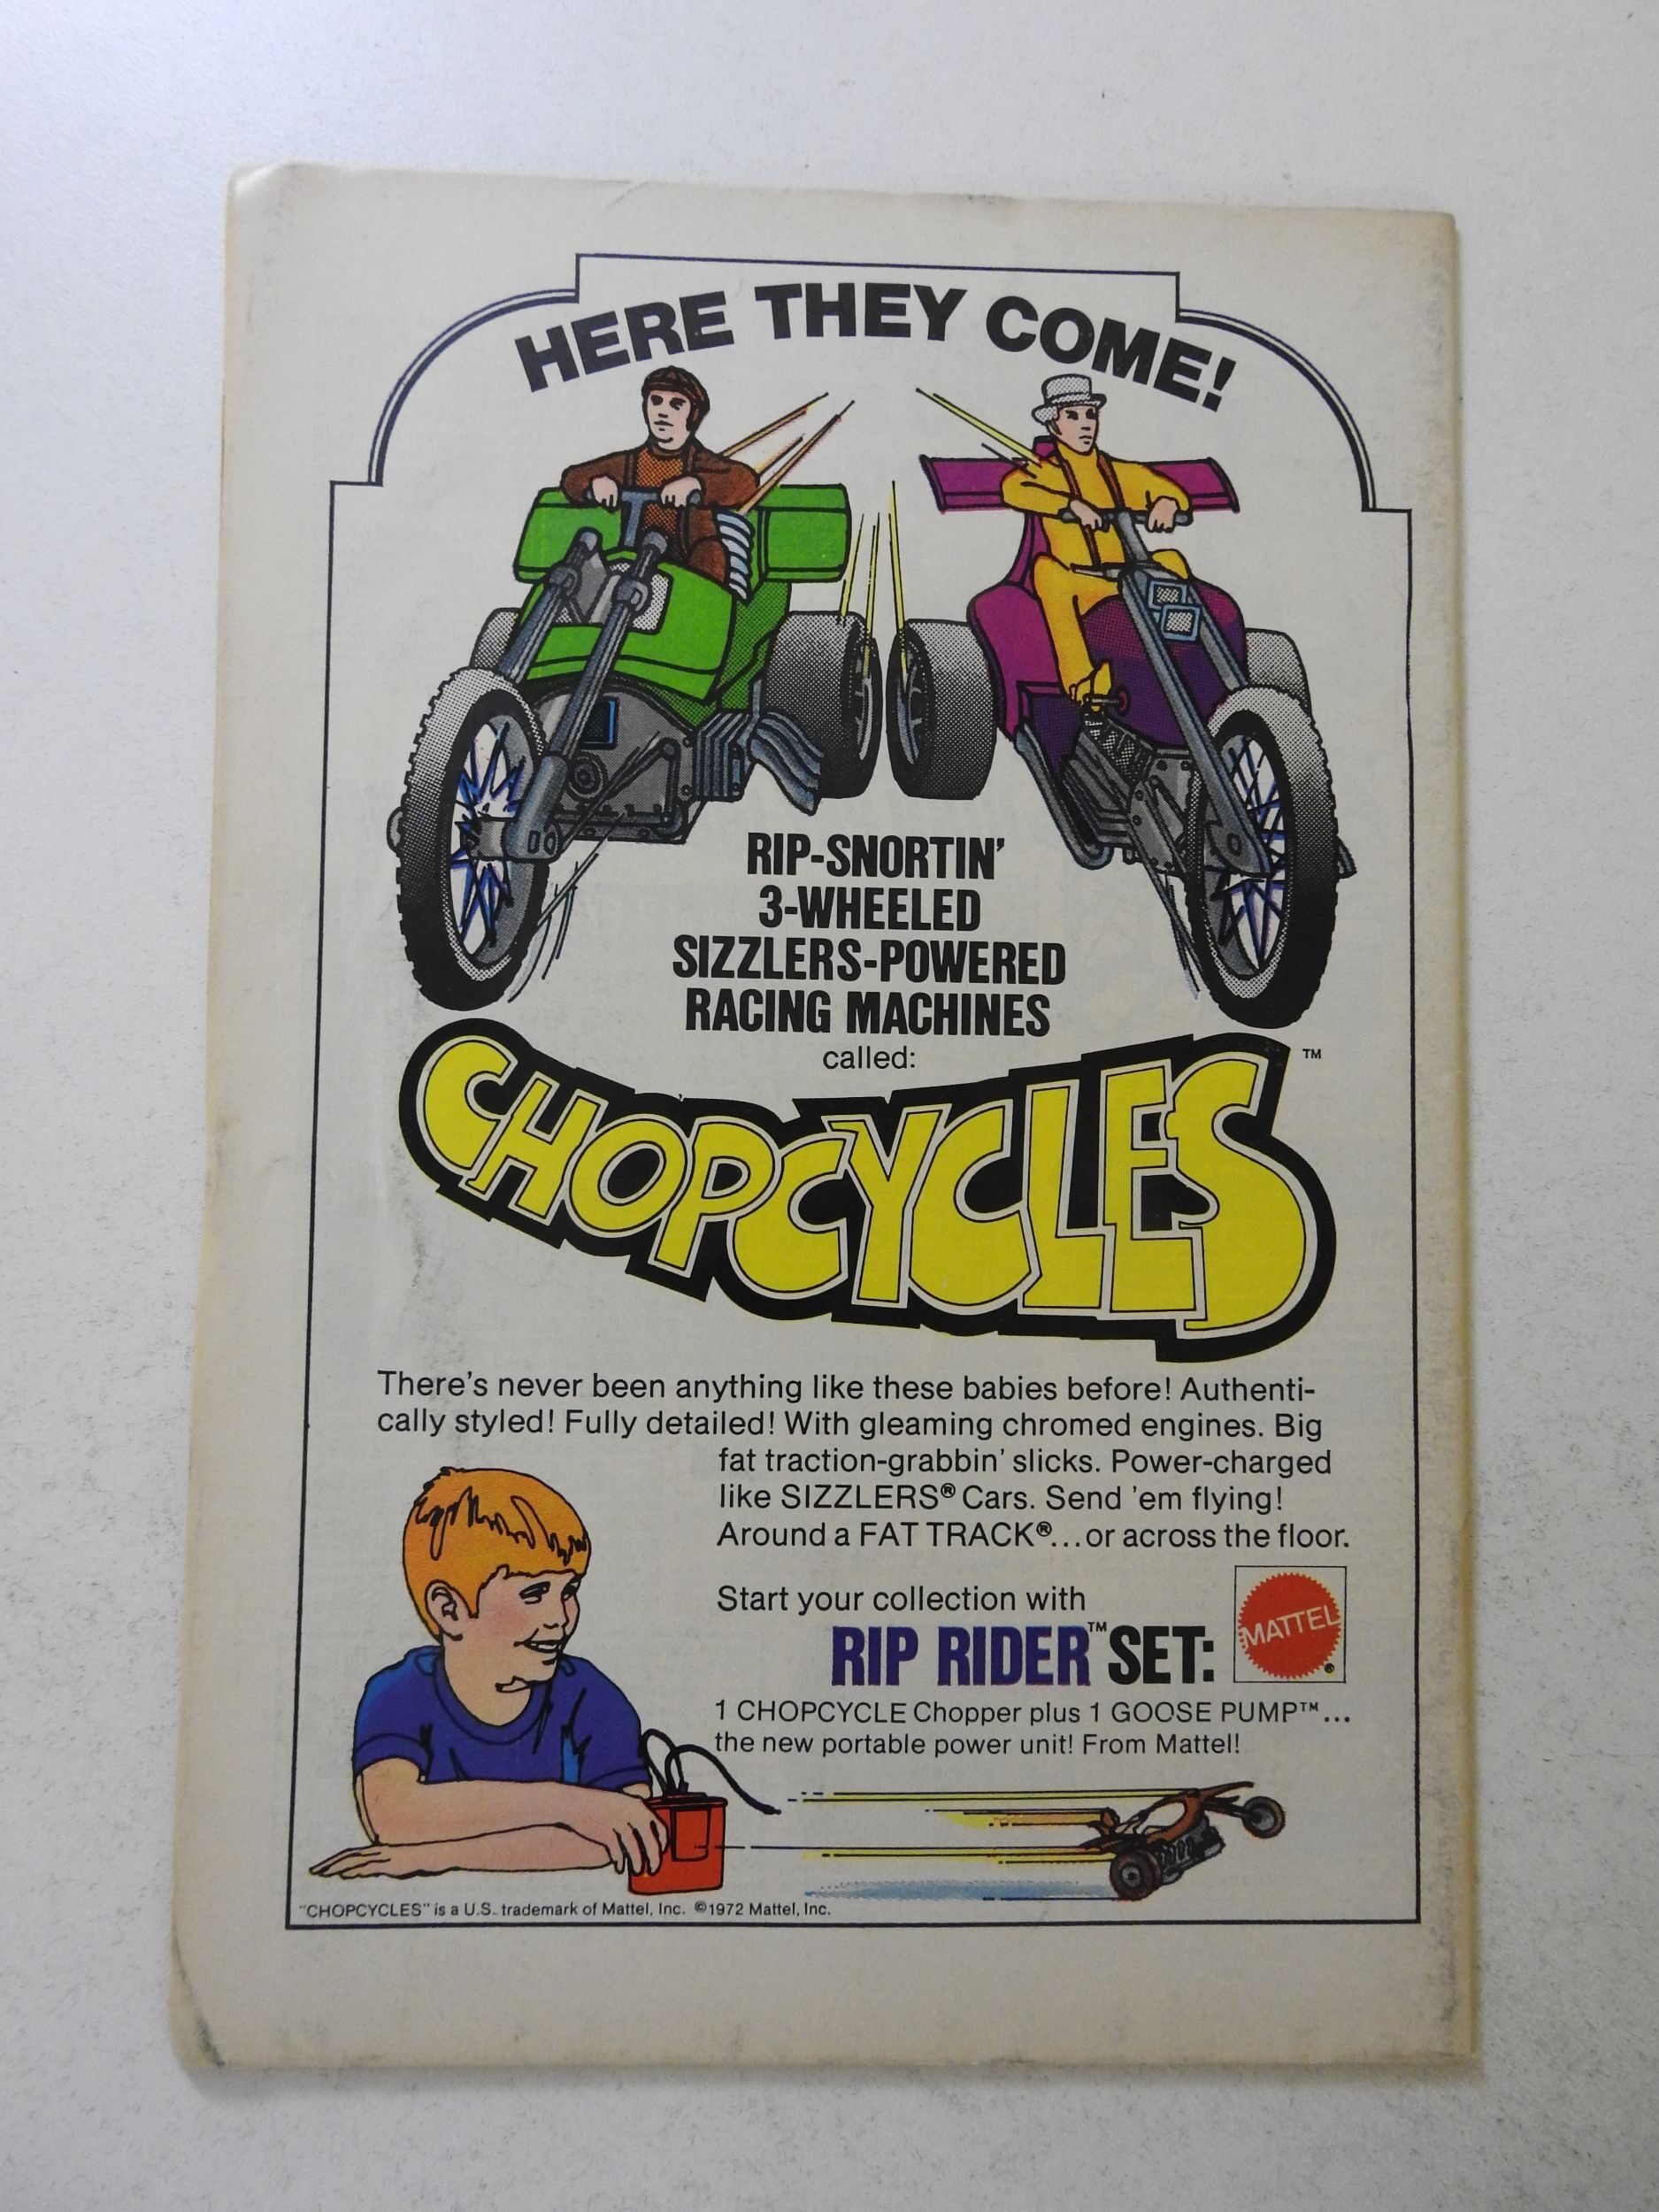 HERE THEY COME!
RIP-SNORTIN'
3-WHEELED
SIZZLERS-POWERED
RACING MACHINES
called:
CHOPCYCLES™
There's never been anything like these babies before! Authenti-
cally styled! Fully detailed! With gleaming chromed engines. Big
fat traction-grabbin' slicks. Power-charged
like SIZZLERS® Cars. Send 'em flying!
Around a FAT TRACK®...or across the floor.
Start your collection with
RIP RIDER™ SET:
MATTEL®
1 CHOPCYCLE Chopper plus 1 GOOSE PUMP™...
the new portable power unit! From Mattel!
"CHOPCYCLES" is a U.S. trademark of Mattel, Inc. ©1972 Mattel, Inc.